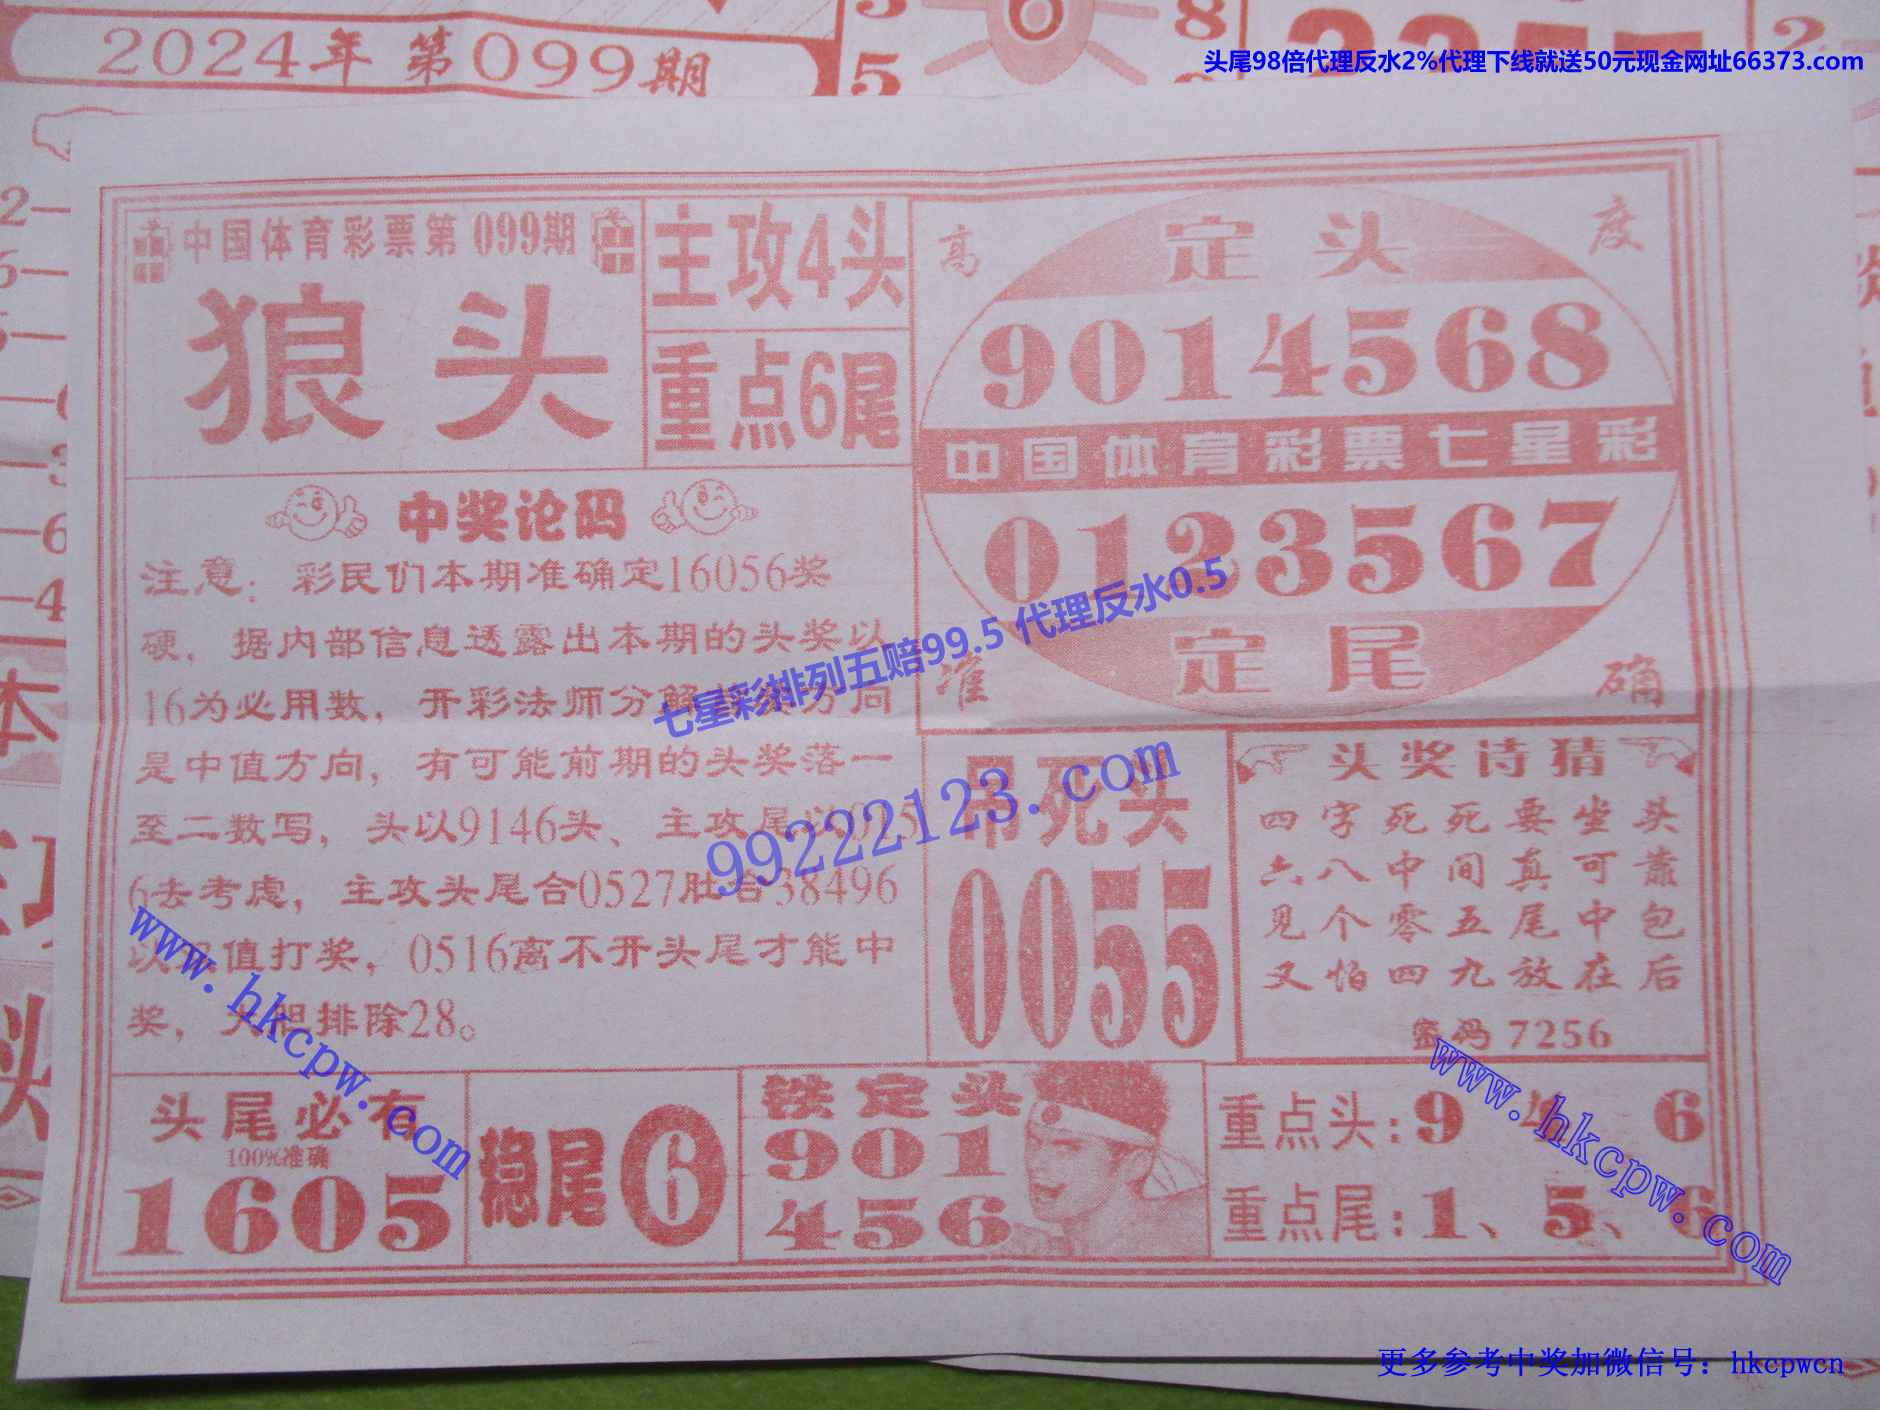 2024年 第099期
5
6
8
5
头尾98倍代理反水2%代理下线就送50元现金网址66373.com
中国体育彩票第 099期
狼头
主攻4头
重点6尾
高度
定头
9014568
中国体育彩票七星彩
0123567
定尾
准确
中奖论码
注意：彩民们本期准确定16056奖
硬，据内部信息透露出本期的头奖以
16为必用数，开彩法师分解 方向
是中值方向，有可能前期的头奖落一
至二数写，头以9146头、主攻尾必
6去考虑，主攻头尾合0527肚合38496
值打奖，0516离不开头尾才能中
奖，大胆排除28。
七星彩排列五赔99.5 代理反水0.5
99222123.com
吊死头
0055
头奖诗猜
四字死死要坐头
六八中间真可靠
见个零五尾中包
又怕四九放在后
密码7256
www.hkcpw.com
www.hkcpw.com
头尾必有
100%准确
1605
稳尾6
铁定头
901
456
重点头:9 4 6
重点尾:1、5、6
更多参考中奖加微信号：hkcpwcn